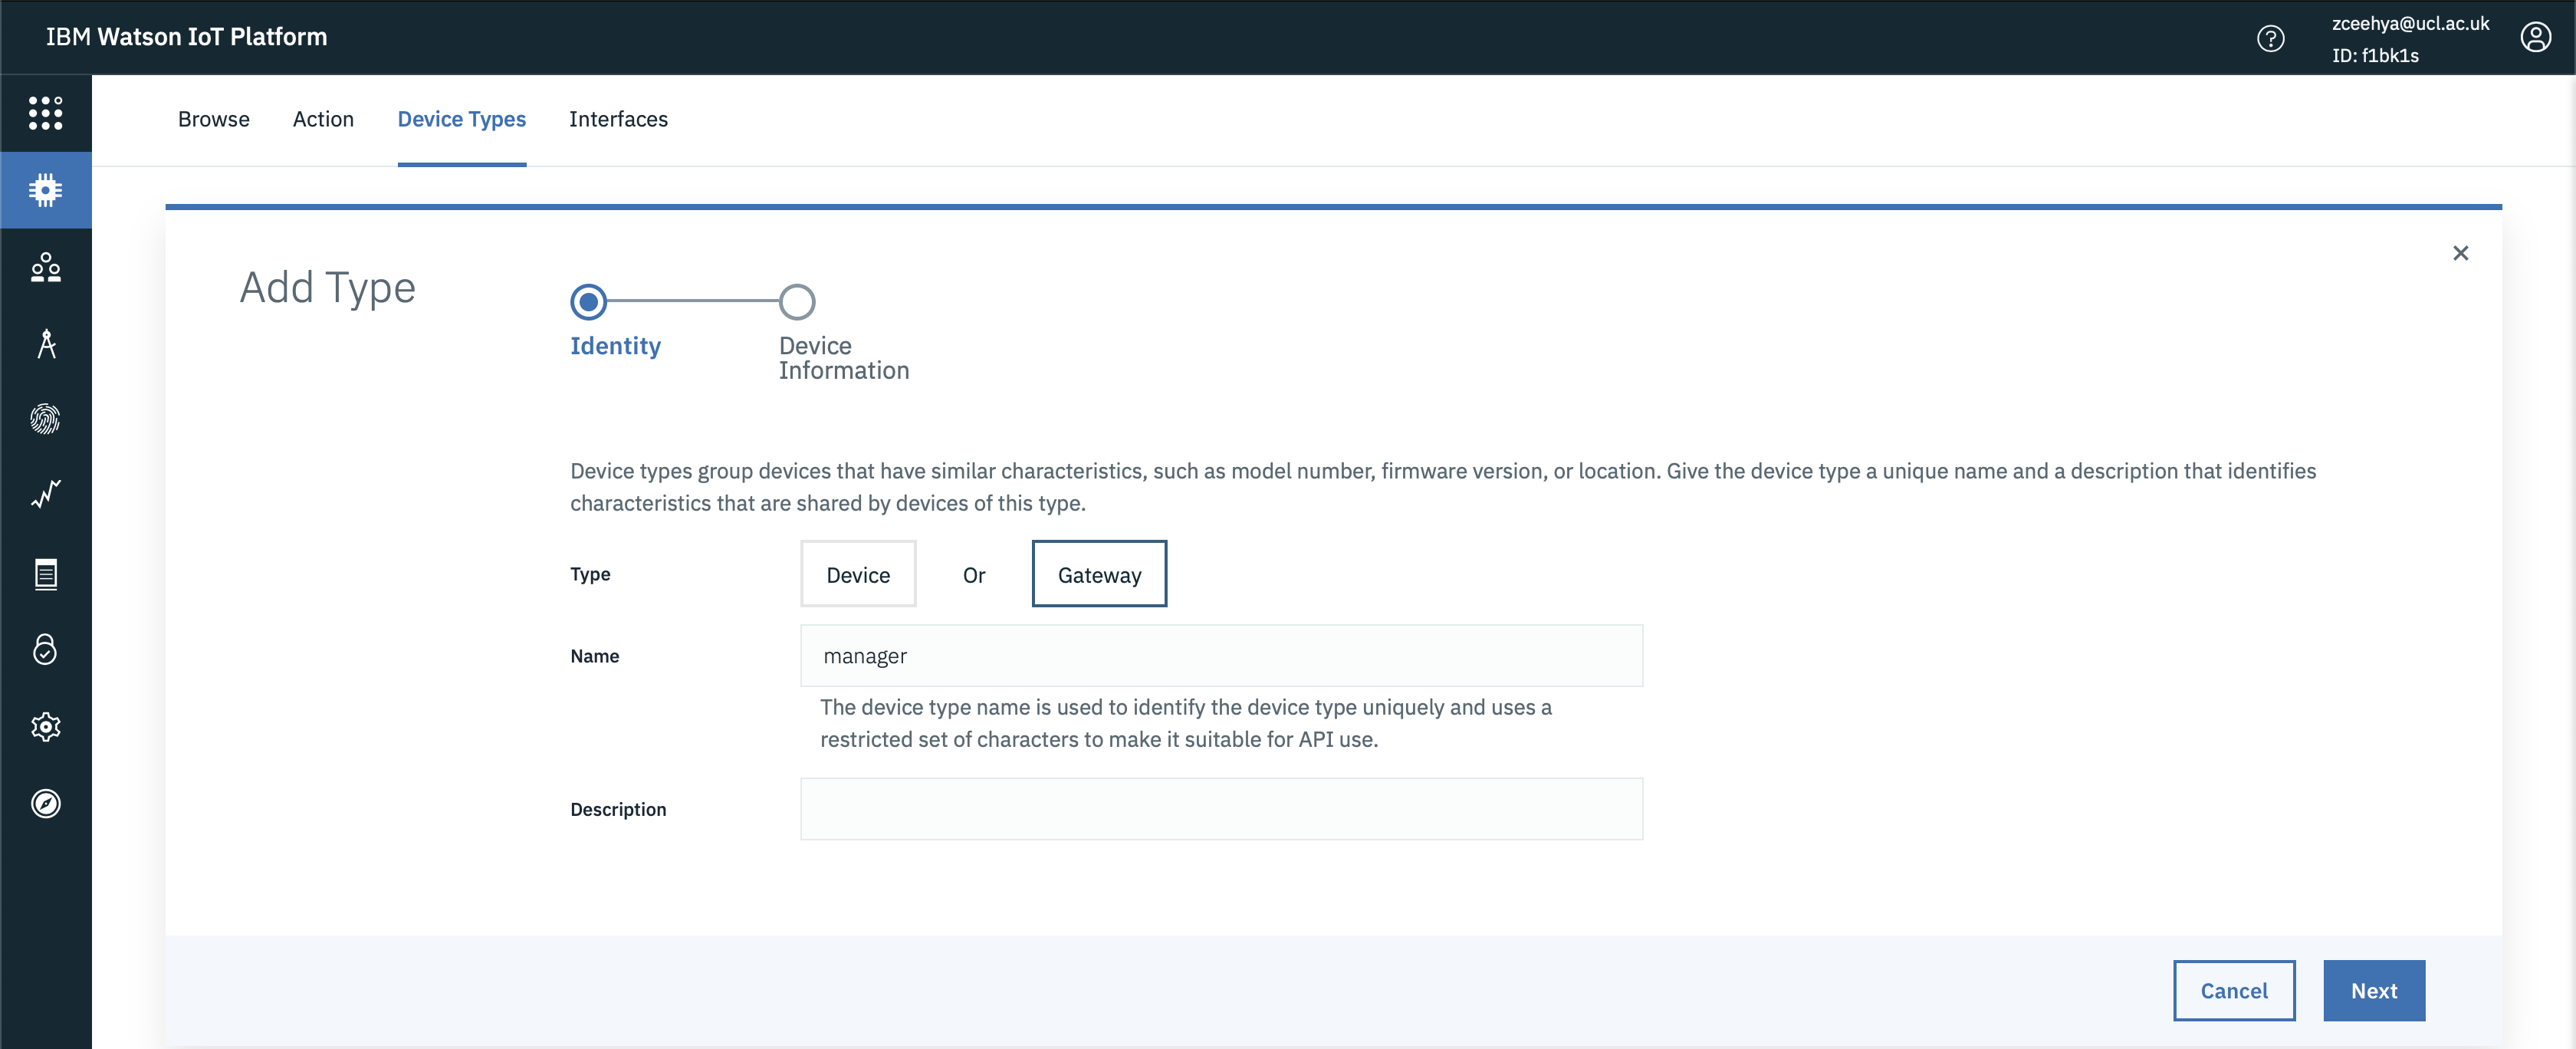 IBM Watson IoT Platform
zceehya@ucl.ac.uk
ID: f1bk1s
Browse Action Device Types Interfaces
Add Type
Identity
Device
Information
Device types group devices that have similar characteristics, such as model number, firmware version, or location. Give the device type a unique name and a description that identifies
characteristics that are shared by devices of this type.
Type Device Or Gateway
Name manager
The device type name is used to identify the device type uniquely and uses a
restricted set of characters to make it suitable for API use.
Description
Cancel Next